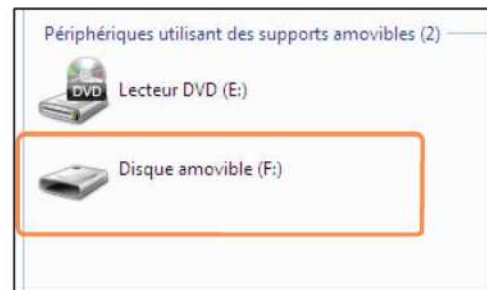 Périphériques utilisant des supports amovibles (2)
DVD
Lecteur DVD (E:)
Disque amovible (F:)